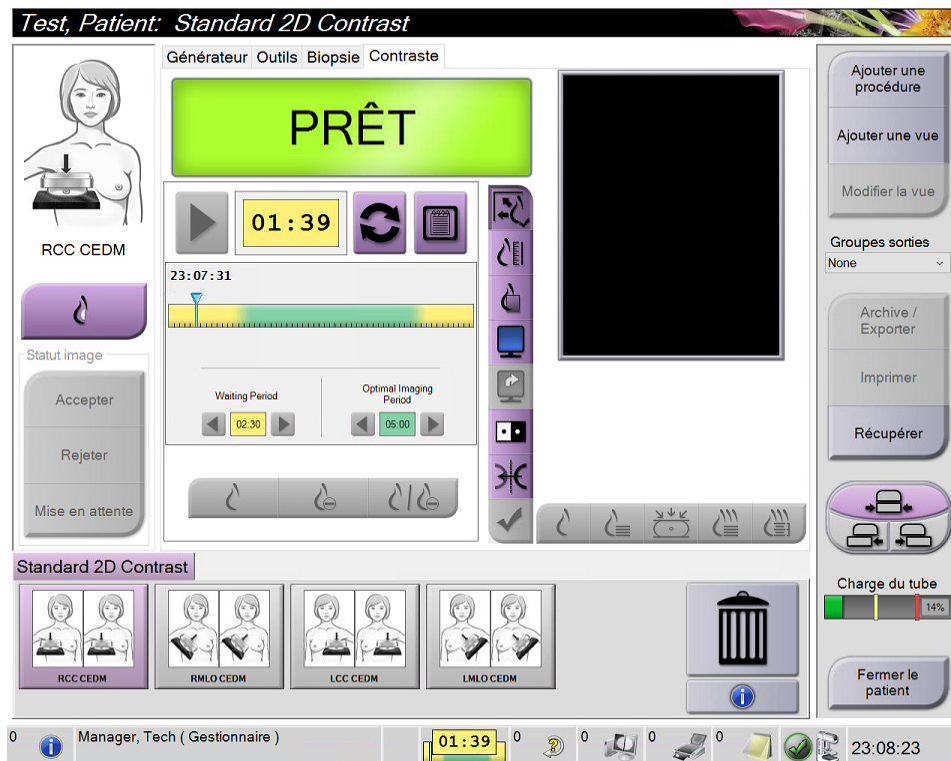 Test, Patient: Standard 2D Contrast
Générateur Outils Biopsie Contraste
PRÊT
RCC CEDM
01:39
23:07:31
Waiting Period
02:30
Optimal Imaging
Period
05:00
Statut image
Accepter
Rejeter
Mise en attente
Ajouter une
procédure
Ajouter une vue
Modifier la vue
Groupes sorties
None
Archive /
Exporter
Imprimer
Récupérer
Charge du tube
14%
Fermer le
patient
Standard 2D Contrast
RCC CEDM
RMLO CEDM
LCC CEDM
LMLO CEDM
0
Manager, Tech ( Gestionnaire )
01:39
0
0
0
0
23:08:23